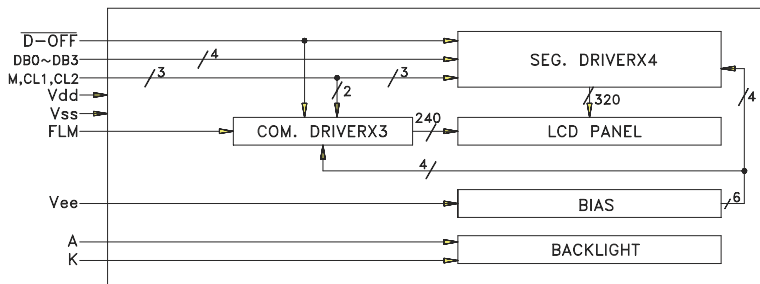 D-OFF
DB0~DB3
4
SEG. DRIVERX4
M,CL1,CL2
3
3
2
4
Vdd
320
Vss
FLM
COM. DRIVERX3
240
LCD PANEL
4
Vee
BIAS
6
A
BACKLIGHT
K